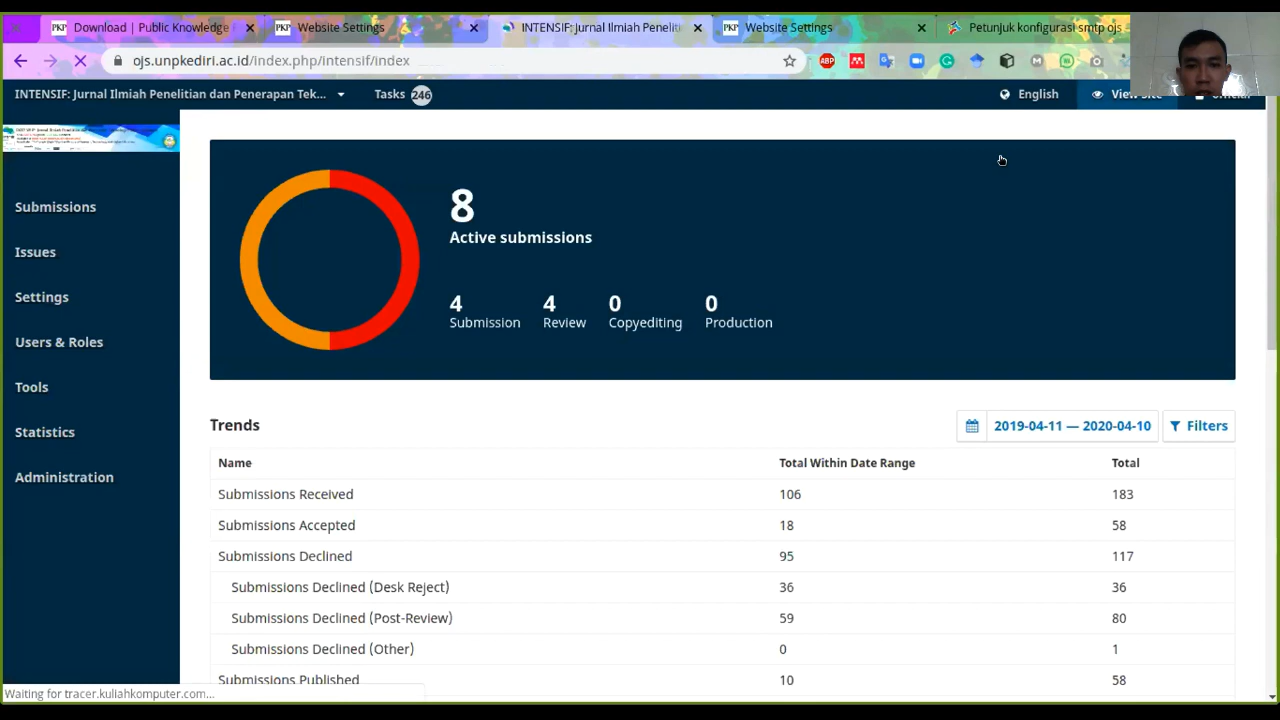 Download | Public Knowledge
Website Settings
INTENSIF: Jurnal Ilmiah Peneliti
Website Settings
Petunjuk konfigurasi smtp ojs
ojs.unpkediri.ac.id/index.php/intensif/index
INTENSIF: Jurnal Ilmiah Penelitian dan Penerapan Tek...
Tasks 246
English
View Site
Submissions
Issues
Settings
Users & Roles
Tools
Statistics
Administration
8
Active submissions
4 4 0 0
Submission Review Copyediting Production
Trends
2019-04-11 — 2020-04-10
Filters
Name Total Within Date Range Total
Submissions Received 106 183
Submissions Accepted 18 58
Submissions Declined 95 117
Submissions Declined (Desk Reject) 36 36
Submissions Declined (Post-Review) 59 80
Submissions Declined (Other) 0 1
Submissions Published 10 58
Waiting for tracer.kuliahkomputer.com...